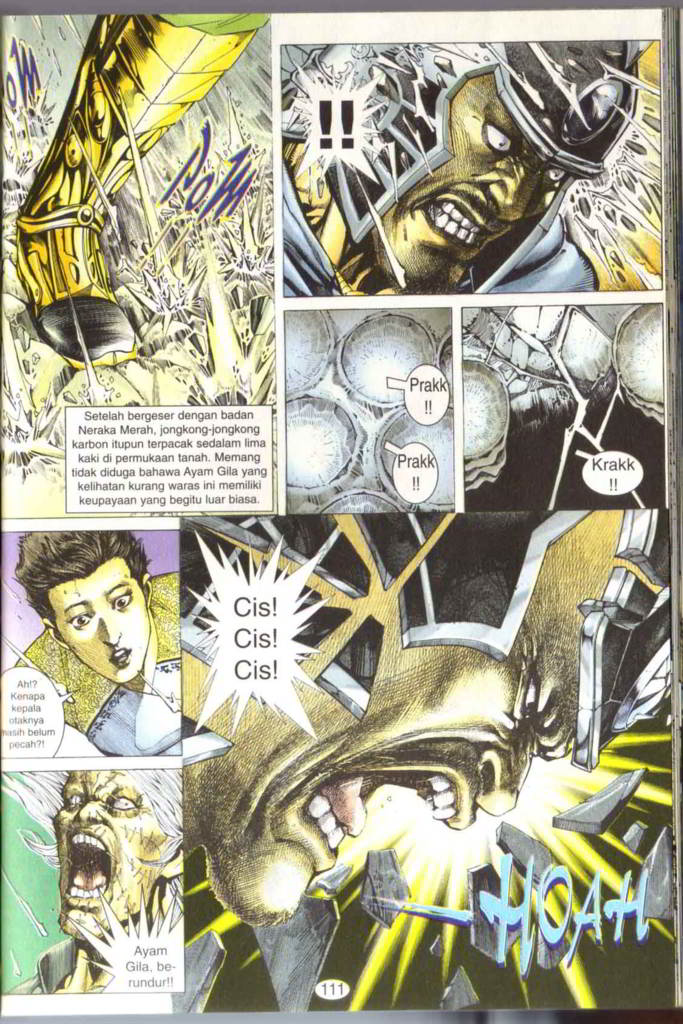 POM
POM
Setelah bergeser dengan badan
Neraka Merah, jongkong-jongkong
karbon itupun terpacak sedalam lima
kaki di permukaan tanah. Memang
tidak diduga bahawa Ayam Gila yang
kelihatan kurang waras ini memiliki
keupayaan yang begitu luar biasa.
!!
Prakk
!!
Prakk
!!
Krakk
!!
Ah!?
Kenapa
kepala
otaknya
masih belum
pecah?!
Cis!
Cis!
Cis!
Ayam
Gila, be-
rundur!!
HOAH
111